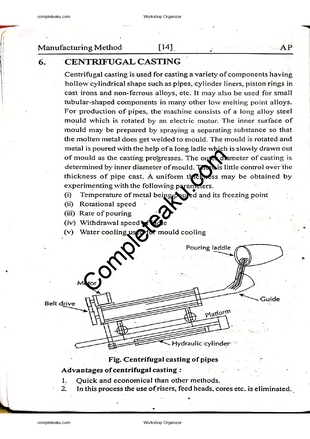 completeaku.com Workshop Organizer
Manufacturing Method [14] AP
6. CENTRIFUGAL CASTING
Centrifugal casting is used for casting a variety of components having
hollow cylindrical shape such as pipes, cylinder liners, piston rings in
cast irons and non-ferrous alloys, etc. It may also be used for small
tubular-shaped components in many other low melting point alloys.
For production of pipes, the machine consists of a long alloy steel
mould which is rotated by an electric motor. The inner surface of
mould may be prepared by spraying a separating substance so that
the molten metal does get welded to mould. The mould is rotated and
metal is poured with the help of a long ladle which is slowly drawn out
of mould as the casting progresses. The outer diameter of casting is
determined by inner diameter of mould. There is little control over the
thickness of pipe cast. A uniform thickness may be obtained by
experimenting with the following parameters.
(i) Temperature of metal being poured and its freezing point
(ii) Rotational speed
(iii) Rate of pouring
(iv) Withdrawal speed
(v) Water cooling used for mould cooling
Completeaku.com
Pouring laddle
Motor
Belt drive
Guide
Platform
Hydraulic cylinder
Fig. Centrifugal casting of pipes
Advantages of centrifugal casting :
1. Quick and economical than other methods.
2. In this process the use of risers, feed heads, cores etc. is eliminated.
completeaku.com Workshop Organizer